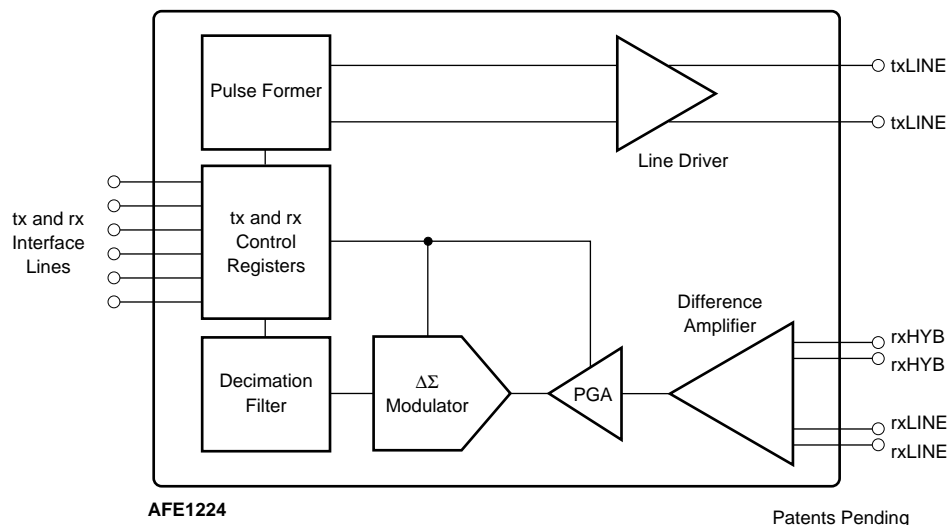 Pulse Former
txLINE
txLINE
Line Driver
tx and rx
Interface
Lines
tx and rx
Control
Registers
Difference
Amplifier
rxHYB
rxHYB
Decimation
Filter
ΔΣ
Modulator
PGA
rxLINE
rxLINE
AFE1224
Patents Pending